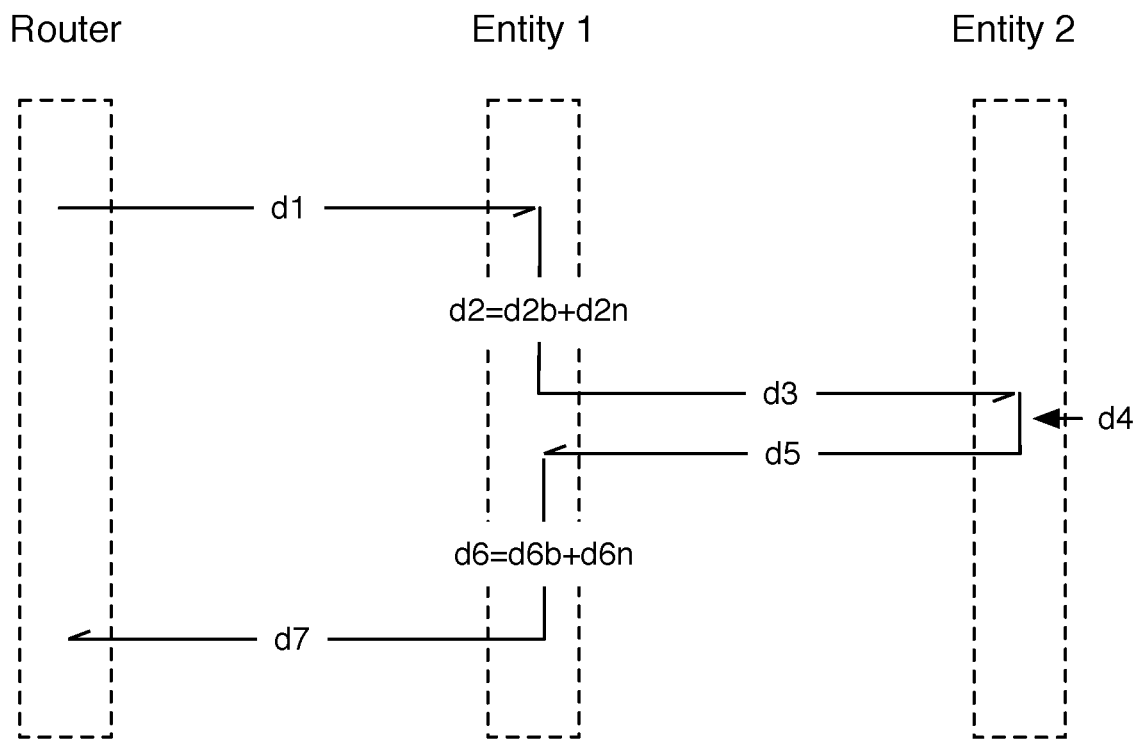 Router
Entity 1
Entity 2
d1
d2=d2b+d2n
d3
d4
d5
d6=d6b+d6n
d7